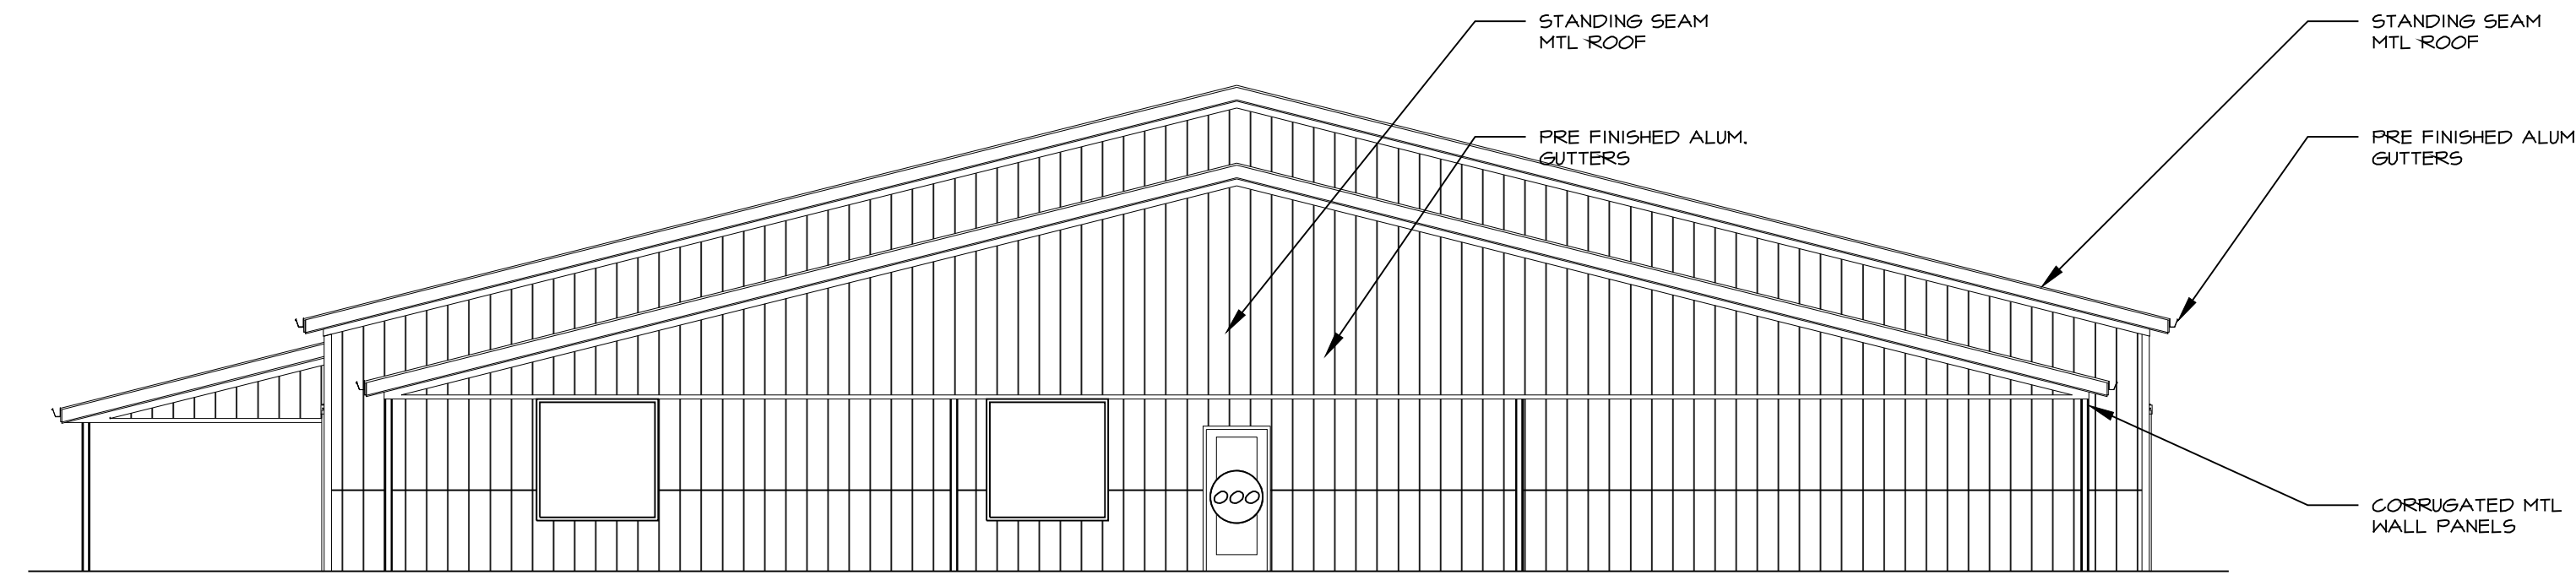 STANDING SEAM
MTL ROOF
STANDING SEAM
MTL ROOF
PRE FINISHED ALUM.
GUTTERS
PRE FINISHED ALUM
GUTTERS
000
CORRUGATED MTL
WALL PANELS